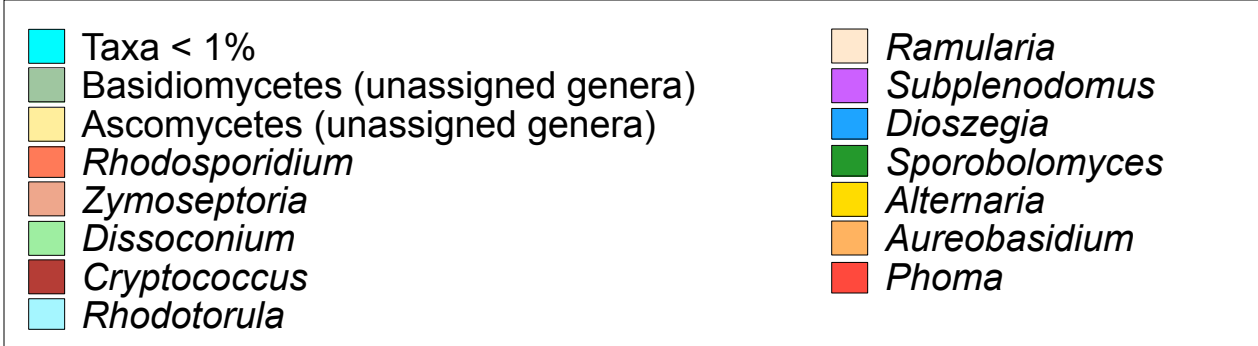 Taxa < 1%
Basidiomycetes (unassigned genera)
Ascomycetes (unassigned genera)
Rhodosporidium
Zymoseptoria
Dissoconium
Cryptococcus
Rhodotorula
Ramularia
Subplenodomus
Dioszegia
Sporobolomyces
Alternaria
Aureobasidium
Phoma